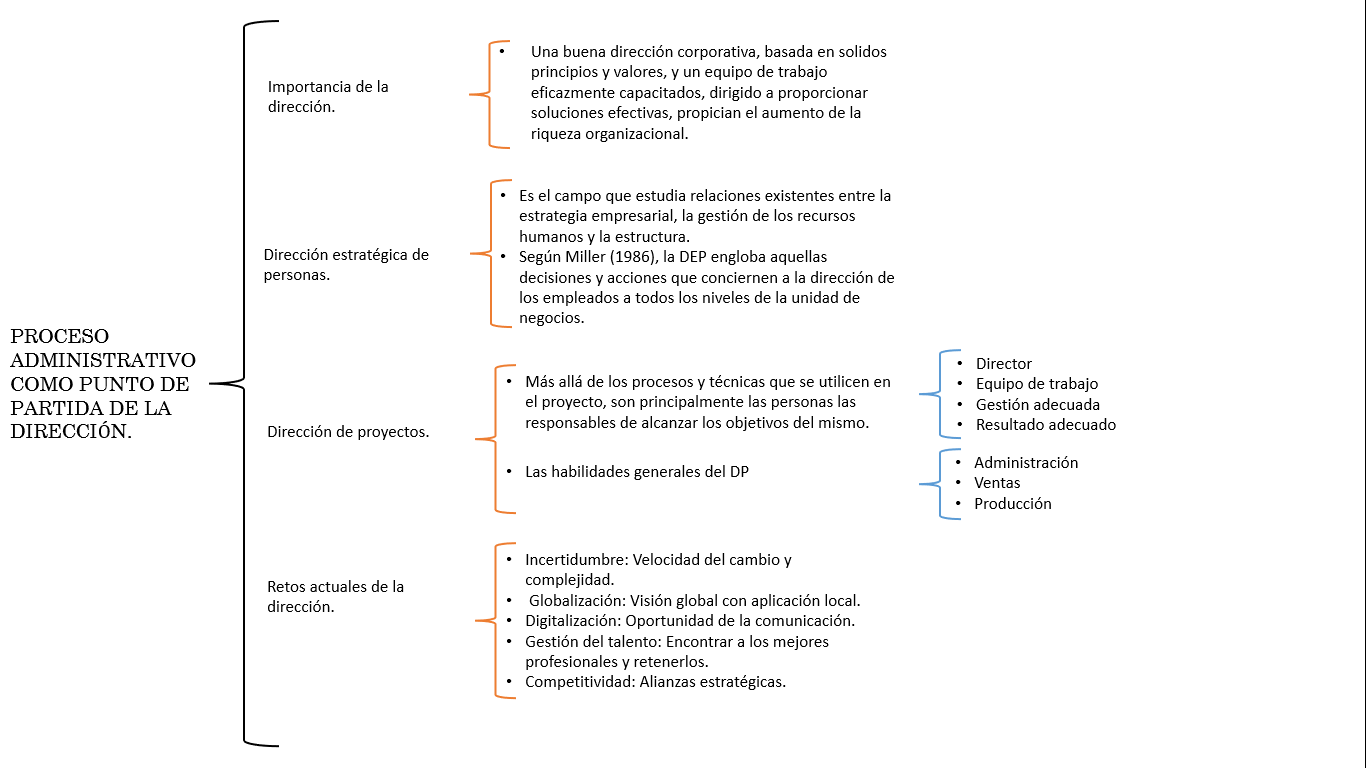 PROCESO
ADMINISTRATIVO
COMO PUNTO DE
PARTIDA DE LA
DIRECCIÓN.
Importancia de la
dirección.
• Una buena dirección corporativa, basada en solidos
principios y valores, y un equipo de trabajo
eficazmente capacitados, dirigido a proporcionar
soluciones efectivas, propician el aumento de la
riqueza organizacional.
Dirección estratégica de
personas.
• Es el campo que estudia relaciones existentes entre la
estrategia empresarial, la gestión de los recursos
humanos y la estructura.
• Según Miller (1986), la DEP engloba aquellas
decisiones y acciones que conciernen a la dirección de
los empleados a todos los niveles de la unidad de
negocios.
Dirección de proyectos.
• Más allá de los procesos y técnicas que se utilicen en
el proyecto, son principalmente las personas las
responsables de alcanzar los objetivos del mismo.
• Director
• Equipo de trabajo
• Gestión adecuada
• Resultado adecuado
• Las habilidades generales del DP
• Administración
• Ventas
• Producción
Retos actuales de la
dirección.
• Incertidumbre: Velocidad del cambio y
complejidad.
• Globalización: Visión global con aplicación local.
• Digitalización: Oportunidad de la comunicación.
• Gestión del talento: Encontrar a los mejores
profesionales y retenerlos.
• Competitividad: Alianzas estratégicas.